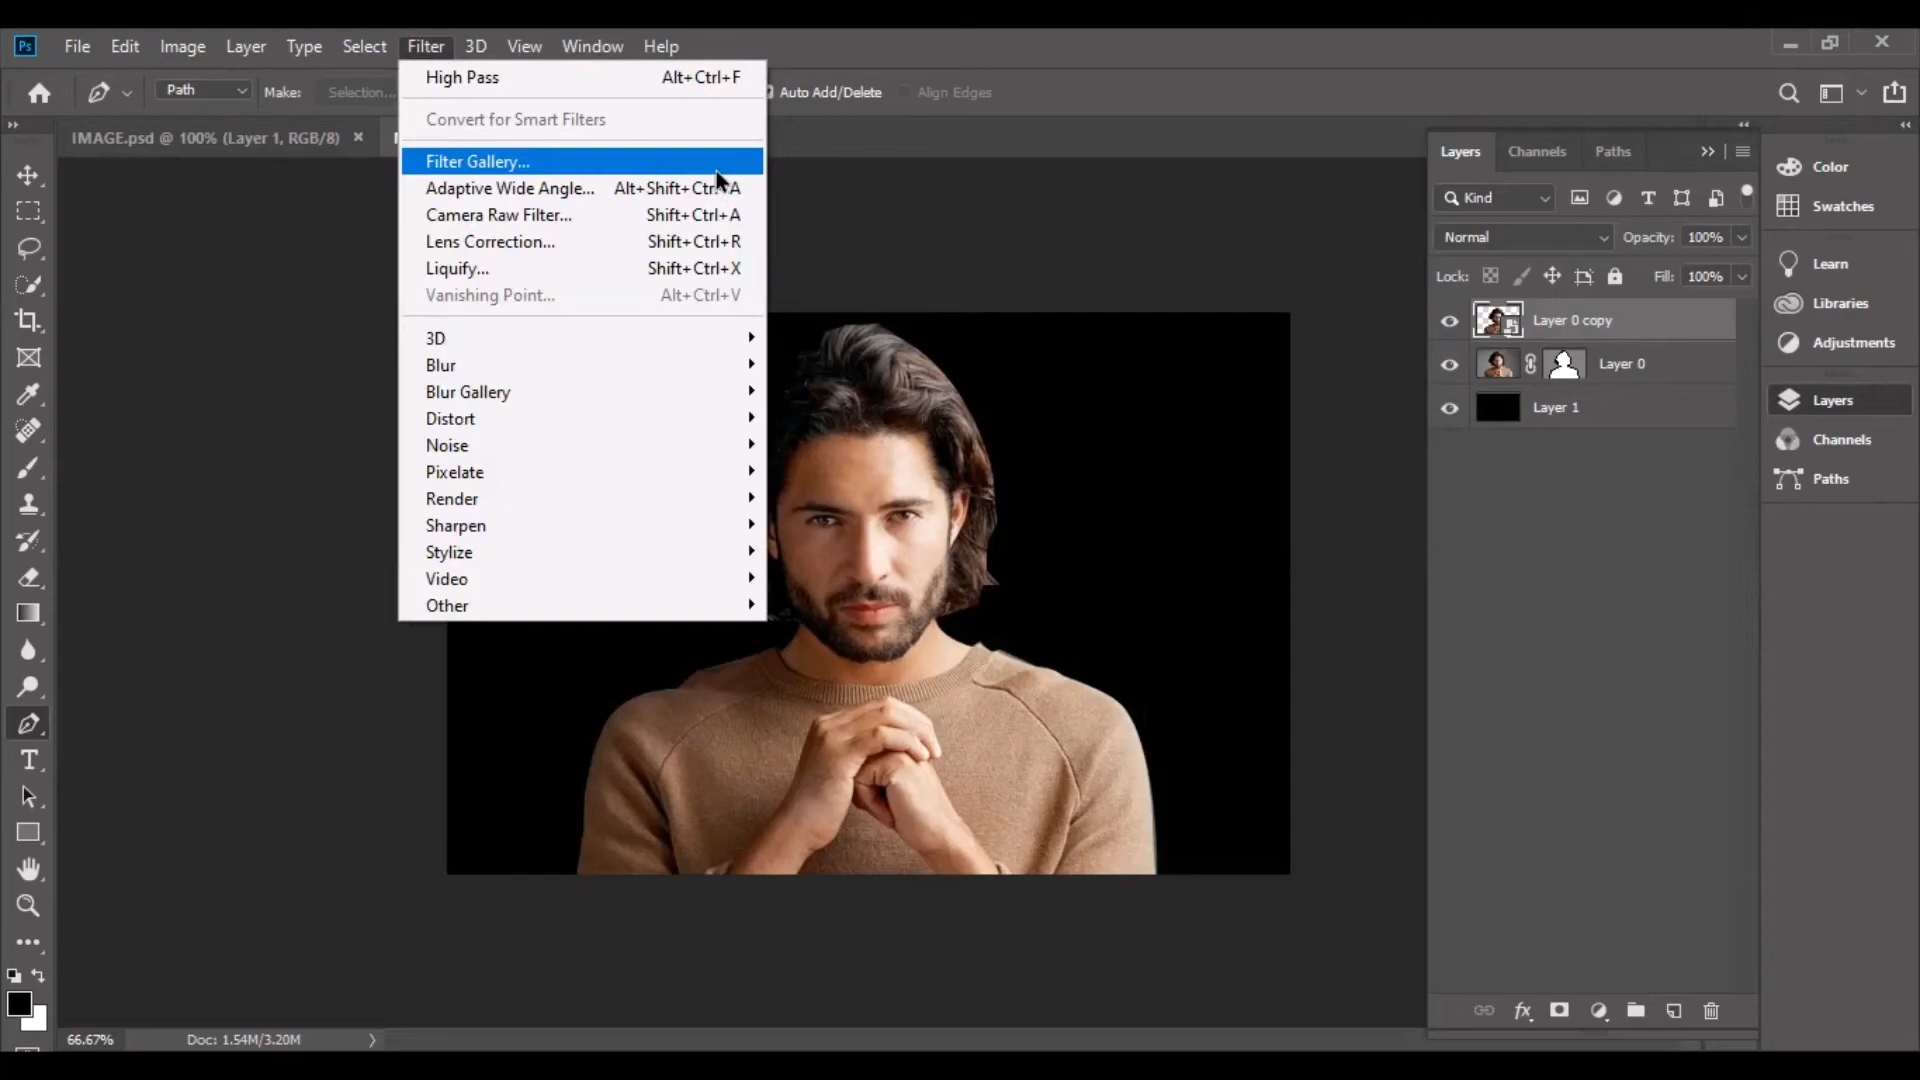 Ps File Edit Image Layer Type Select Filter 3D View Window Help
Path Make: Selection... Auto Add/Delete Align Edges
IMAGE.psd @ 100% (Layer 1, RGB/8) ×
High Pass Alt+Ctrl+F
Convert for Smart Filters
Filter Gallery...
Adaptive Wide Angle... Alt+Shift+Ctrl+A
Camera Raw Filter... Shift+Ctrl+A
Lens Correction... Shift+Ctrl+R
Liquify... Shift+Ctrl+X
Vanishing Point... Alt+Ctrl+V
3D
Blur
Blur Gallery
Distort
Noise
Pixelate
Render
Sharpen
Stylize
Video
Other
Layers Channels Paths
Kind
Normal Opacity: 100%
Lock: Fill: 100%
Layer 0 copy
Layer 0
Layer 1
Color
Swatches
Learn
Libraries
Adjustments
Layers
Channels
Paths
66.67% Doc: 1.54M/3.20M